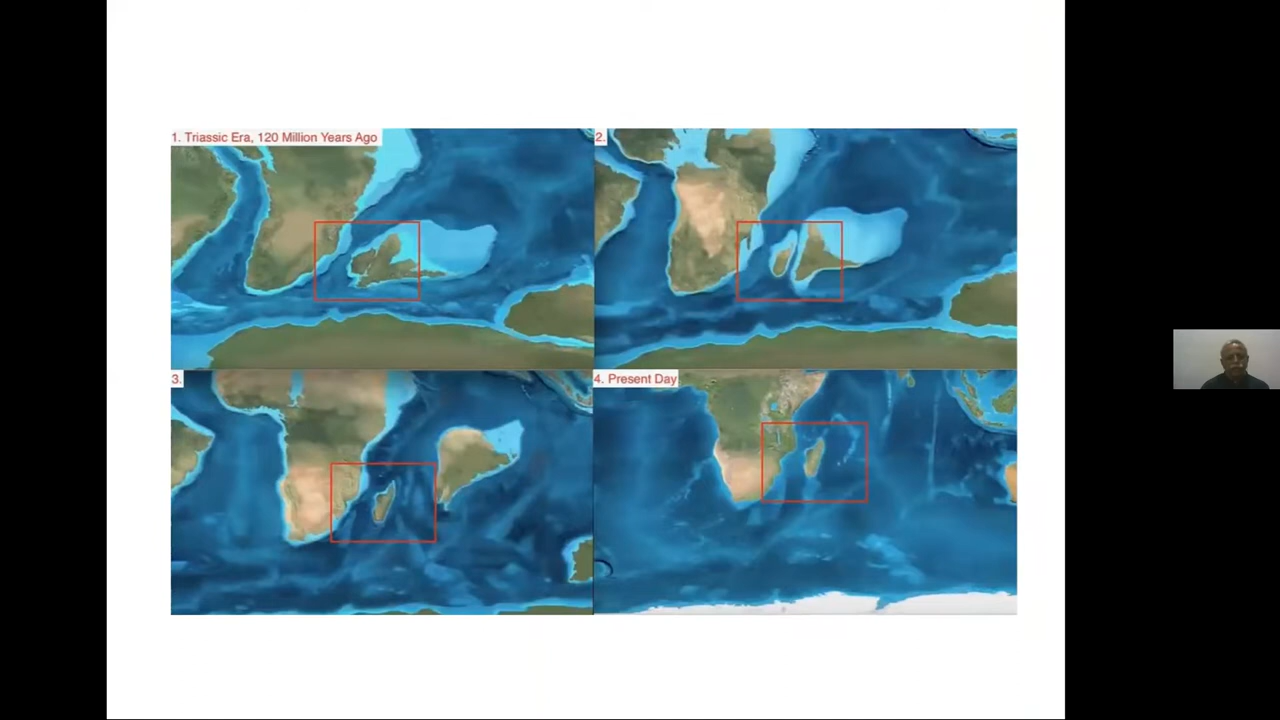 1. Triassic Era, 120 Million Years Ago
2.
3.
4. Present Day